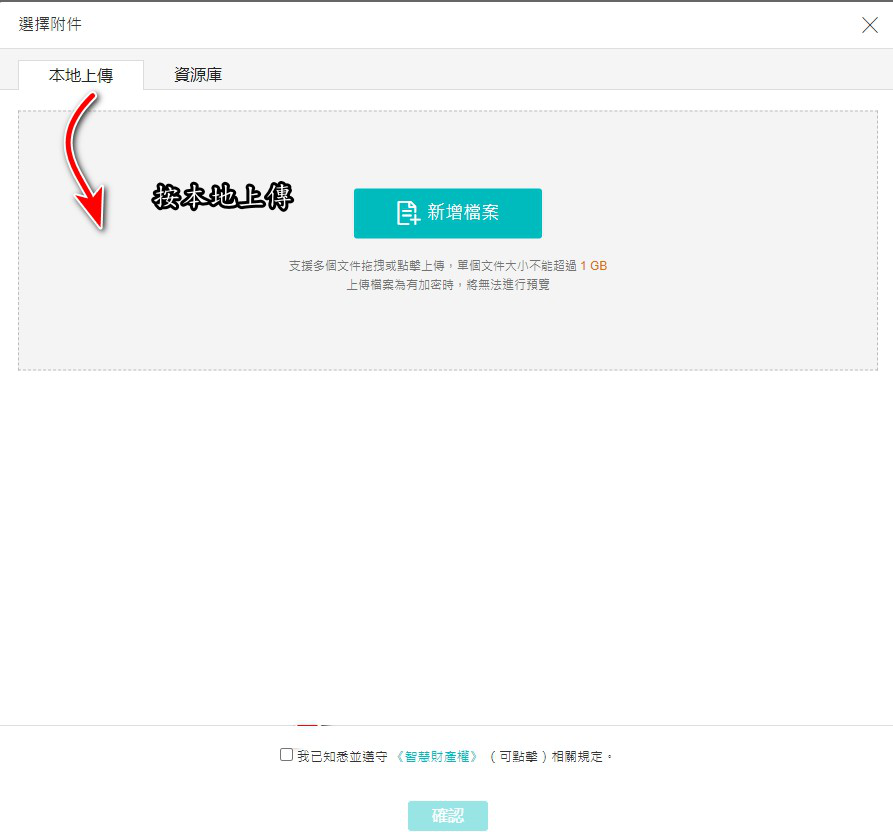 選擇附件
本地上傳
資源庫
按本地上傳
新增檔案
支援多個文件拖拽或點擊上傳，單個文件大小不能超過 1 GB
上傳檔案為有加密時，將無法進行預覽
我已知悉並遵守 《智慧財產權》 （可點擊）相關規定。
確認